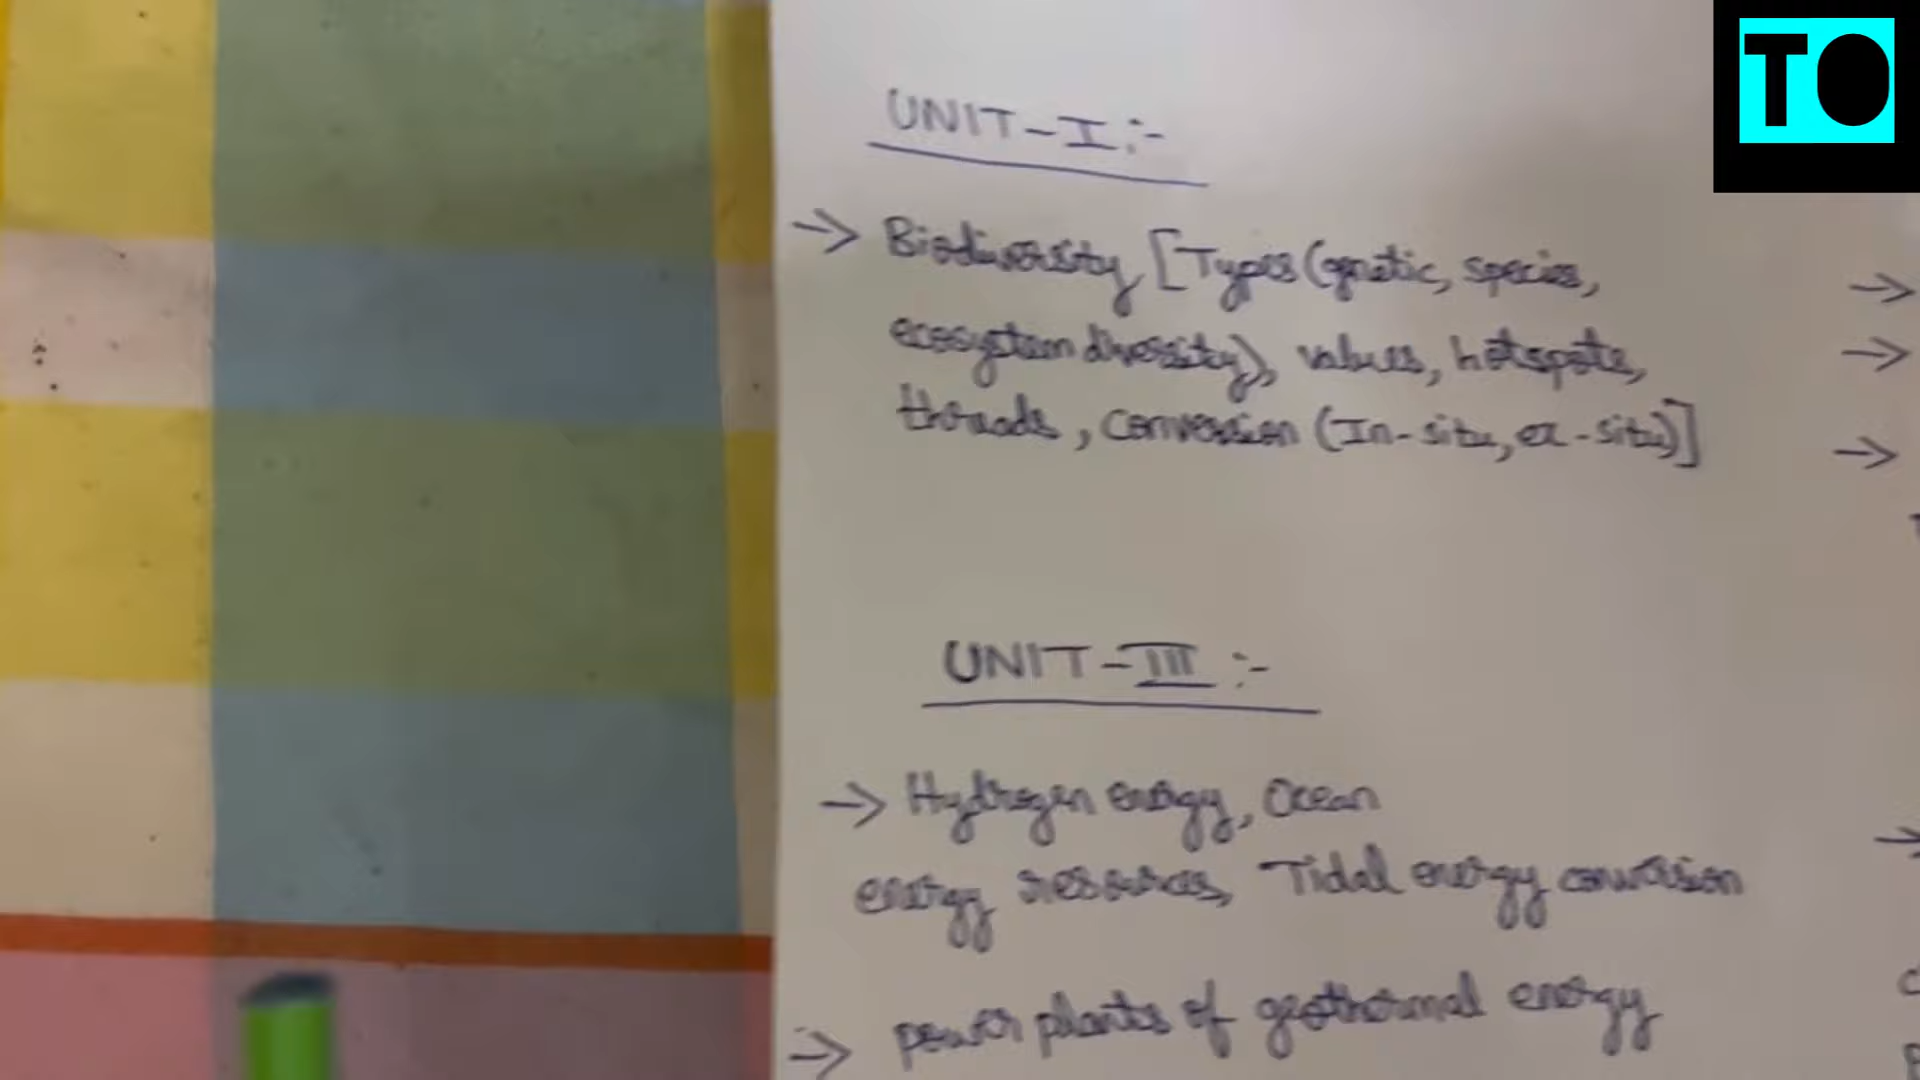 TO
UNIT-I:-
→ Biodiversity [Types (genetic, species,
ecosystem diversity), values, hotspots,
threads, conversion (In-situ, ex-situ)]
UNIT-III :-
→ Hydrogen energy, Ocean
energy resources, Tidal energy conversion
→ power plants of geothermal energy